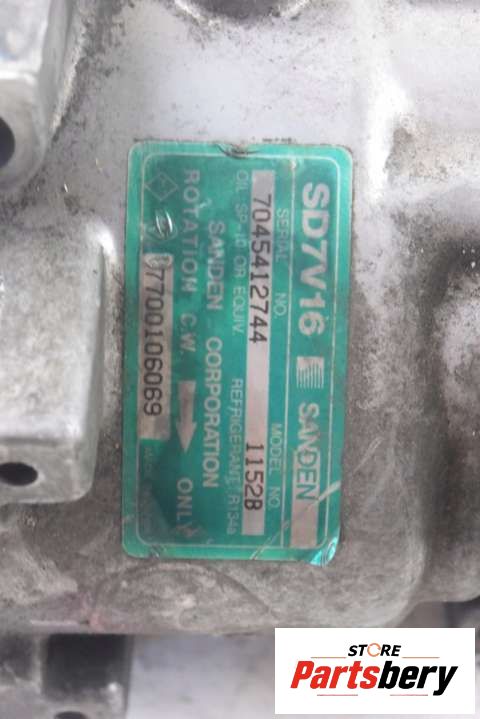 SD7V16 SANDEN
SERIAL NO. MODEL NO.
7045412744 1152B
OIL SP-10 OR EQUIV. REFRIGERANT R134a
SANDEN CORPORATION
ROTATION C.W. ONLY
7700106069
STORE
Partsbery